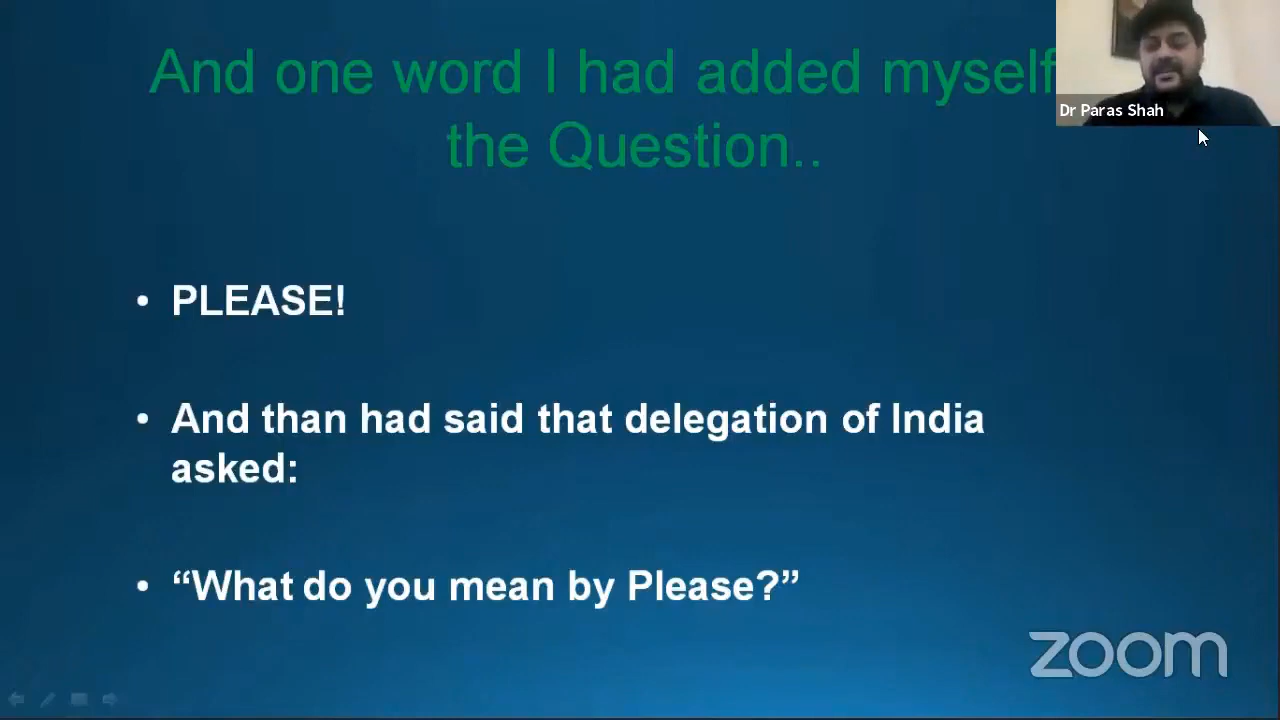 And one word I had added myself
the Question..
Dr Paras Shah
• PLEASE!
• And than had said that delegation of India
asked:
• “What do you mean by Please?”
zoom